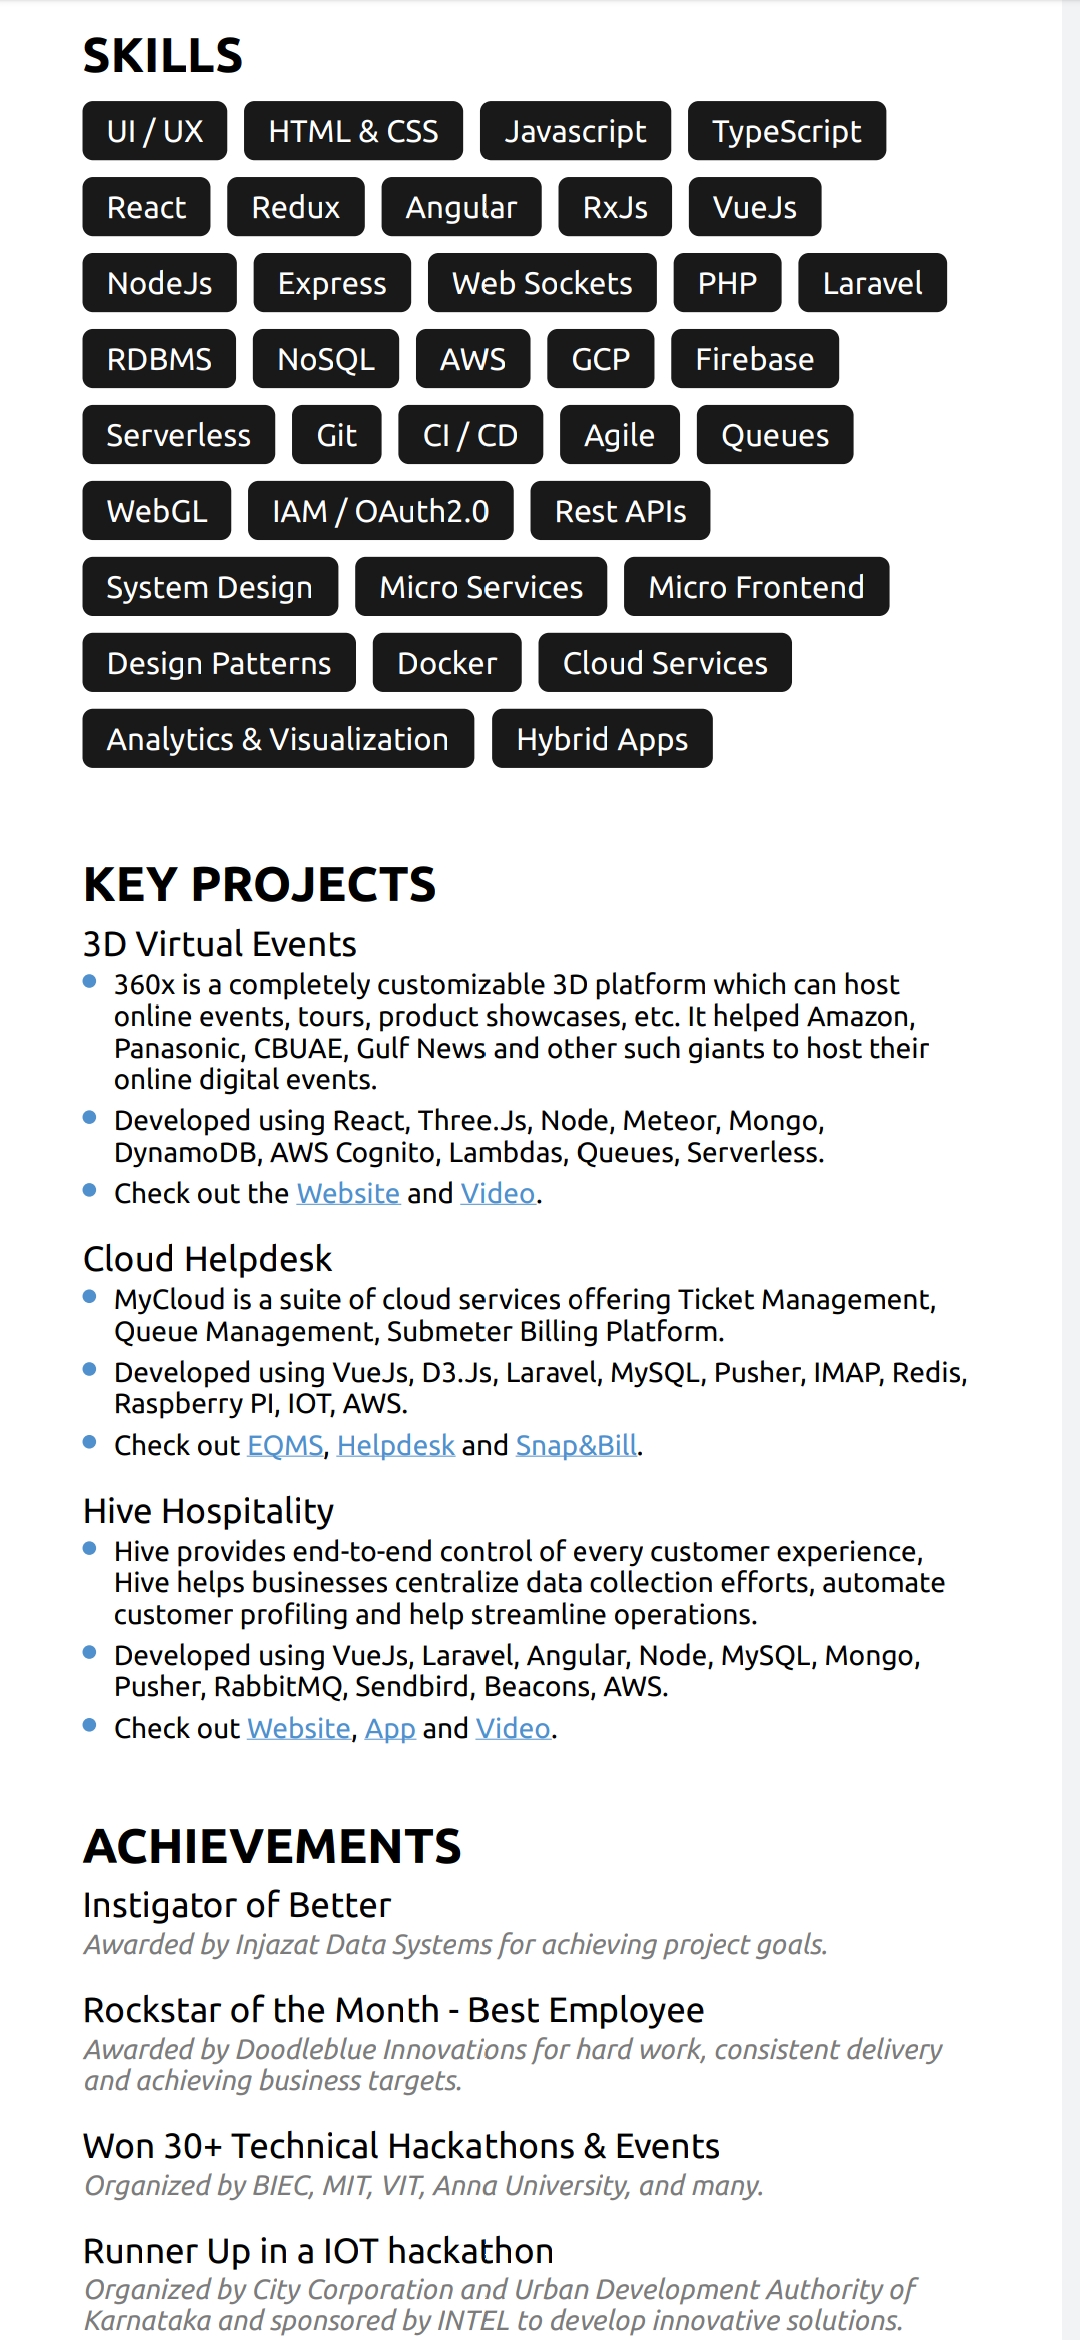 SKILLS
UI / UX HTML & CSS Javascript TypeScript
React Redux Angular RxJs VueJs
NodeJs Express Web Sockets PHP Laravel
RDBMS NoSQL AWS GCP Firebase
Serverless Git CI / CD Agile Queues
WebGL IAM / OAuth2.0 Rest APIs
System Design Micro Services Micro Frontend
Design Patterns Docker Cloud Services
Analytics & Visualization Hybrid Apps
KEY PROJECTS
3D Virtual Events
360x is a completely customizable 3D platform which can host
online events, tours, product showcases, etc. It helped Amazon,
Panasonic, CBUAE, Gulf News and other such giants to host their
online digital events.
Developed using React, Three.Js, Node, Meteor, Mongo,
DynamoDB, AWS Cognito, Lambdas, Queues, Serverless.
Check out the Website and Video.
Cloud Helpdesk
MyCloud is a suite of cloud services offering Ticket Management,
Queue Management, Submeter Billing Platform.
Developed using VueJs, D3.Js, Laravel, MySQL, Pusher, IMAP, Redis,
Raspberry PI, IOT, AWS.
Check out EQMS, Helpdesk and Snap&Bill.
Hive Hospitality
Hive provides end-to-end control of every customer experience,
Hive helps businesses centralize data collection efforts, automate
customer profiling and help streamline operations.
Developed using VueJs, Laravel, Angular, Node, MySQL, Mongo,
Pusher, RabbitMQ, Sendbird, Beacons, AWS.
Check out Website, App and Video.
ACHIEVEMENTS
Instigator of Better
Awarded by Injazat Data Systems for achieving project goals.
Rockstar of the Month - Best Employee
Awarded by Doodleblue Innovations for hard work, consistent delivery
and achieving business targets.
Won 30+ Technical Hackathons & Events
Organized by BIEC, MIT, VIT, Anna University, and many.
Runner Up in a IOT hackathon
Organized by City Corporation and Urban Development Authority of
Karnataka and sponsored by INTEL to develop innovative solutions.